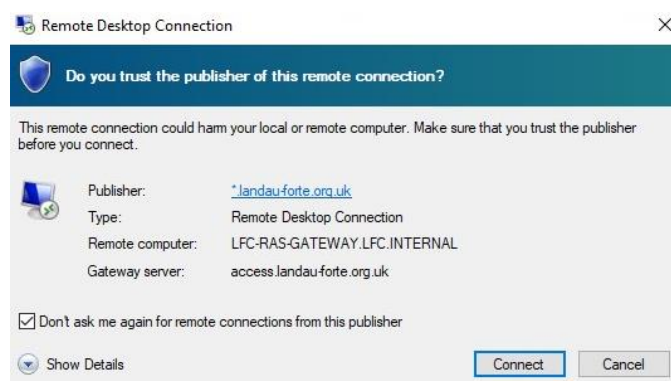 Remote Desktop Connection
Do you trust the publisher of this remote connection?
This remote connection could harm your local or remote computer. Make sure that you trust the publisher
before you connect.
Publisher: *.landau-forte.org.uk
Type: Remote Desktop Connection
Remote computer: LFC-RAS-GATEWAY.LFC.INTERNAL
Gateway server: access.landau-forte.org.uk
Don't ask me again for remote connections from this publisher
Show Details
Connect Cancel